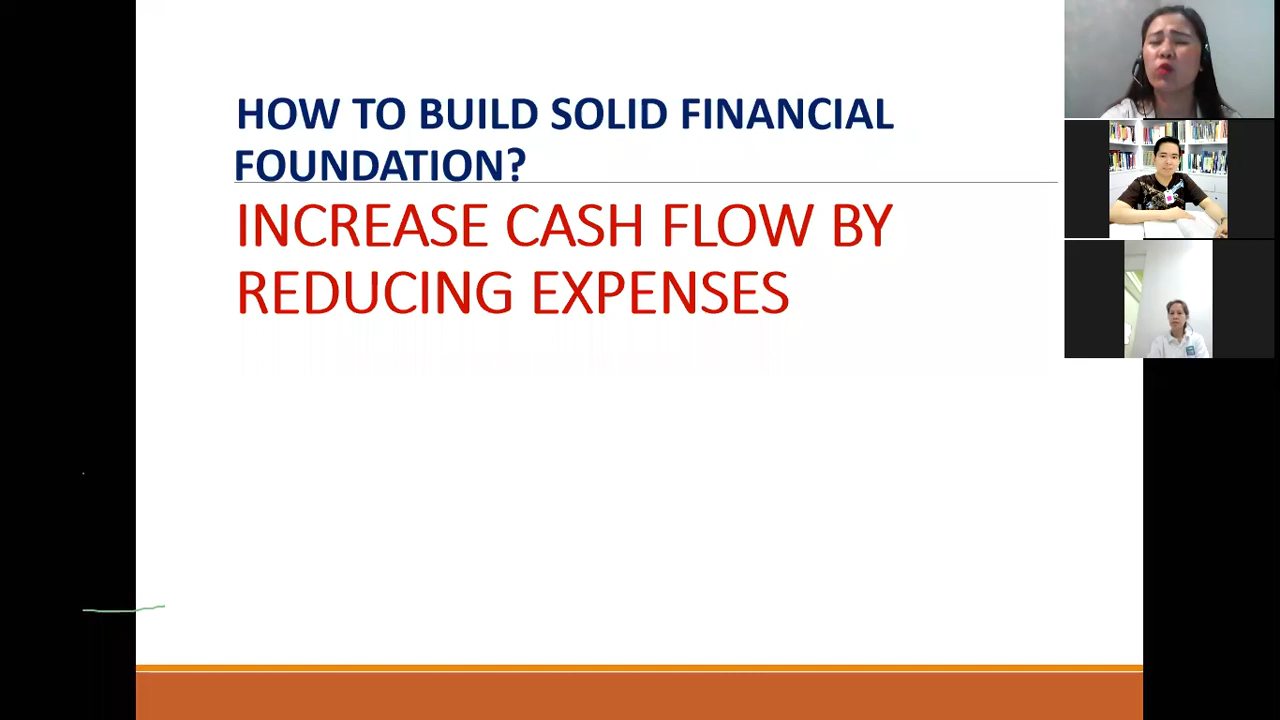 HOW TO BUILD SOLID FINANCIAL
FOUNDATION?
INCREASE CASH FLOW BY
REDUCING EXPENSES